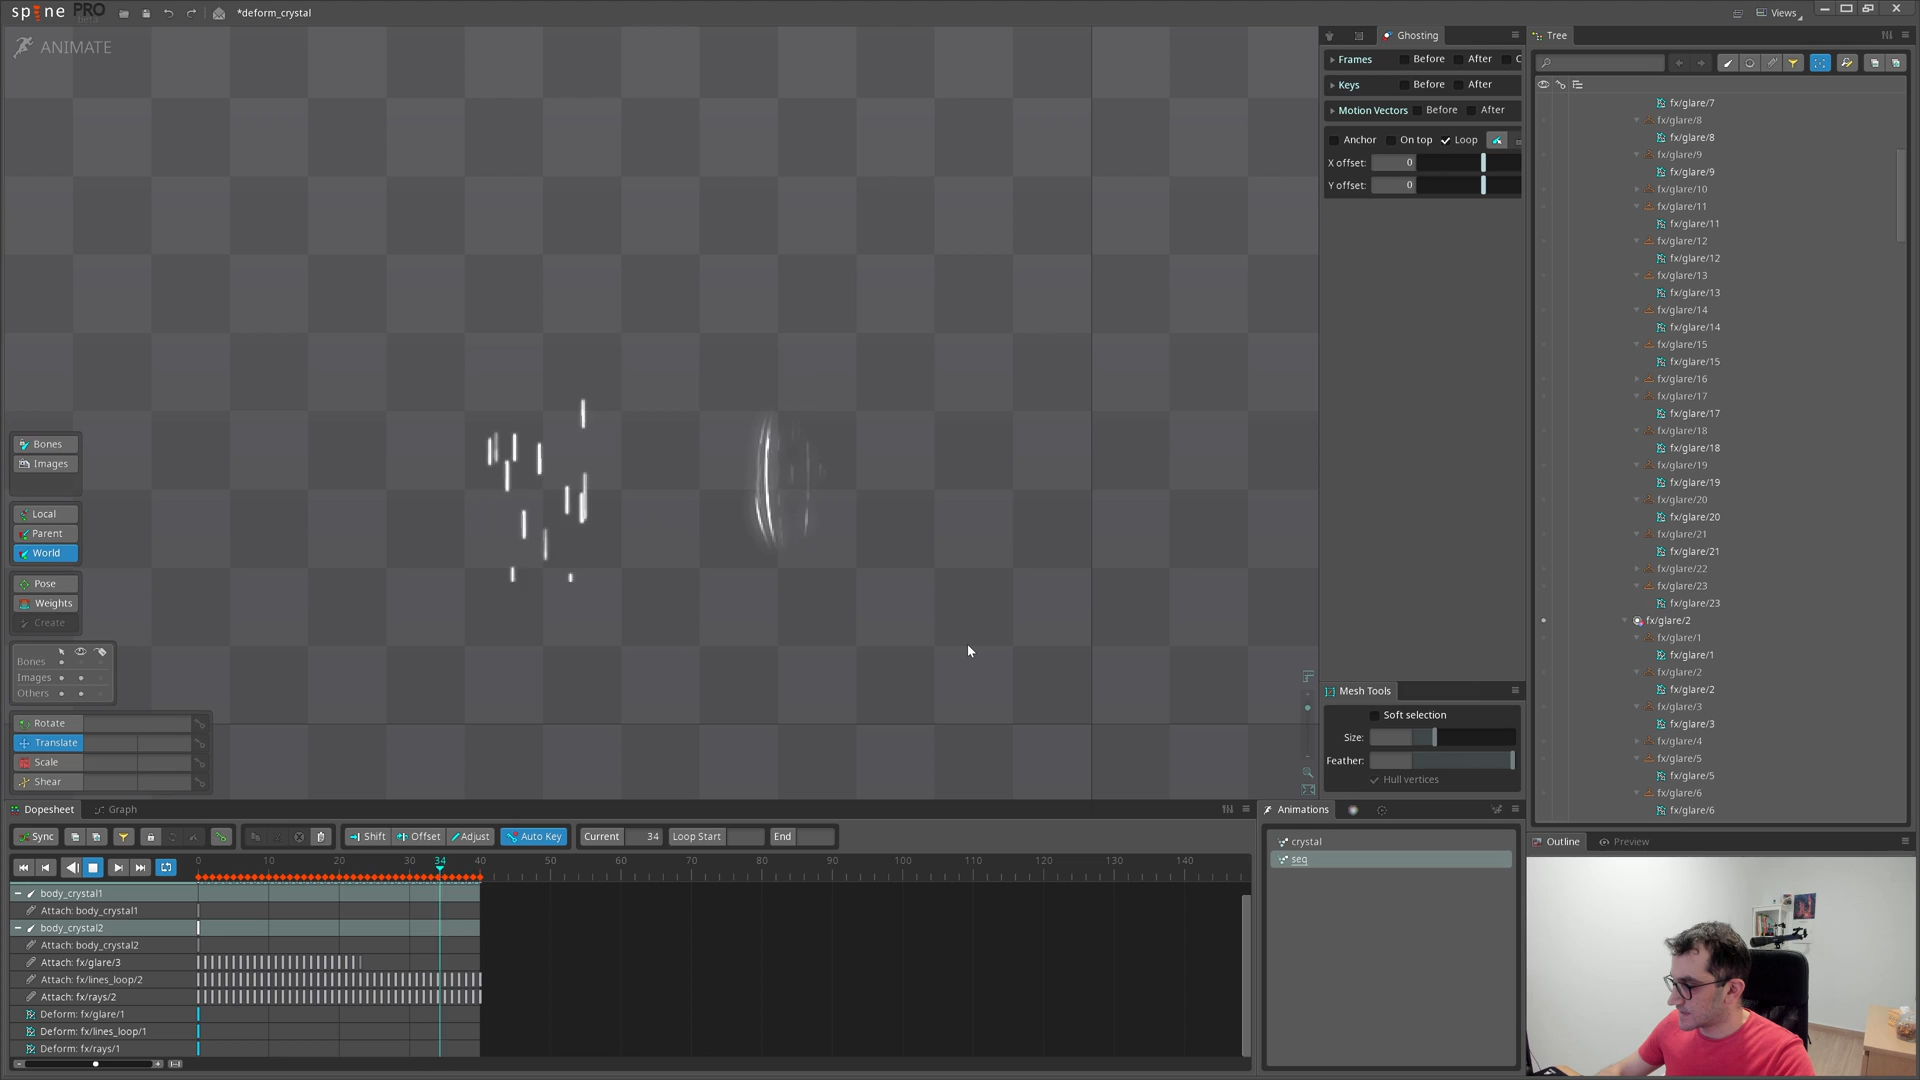 spine PRO
beta
*deform_crystal
Views
ANIMATE
Ghosting
Frames Before After
Keys Before After
Motion Vectors Before After
Anchor On top Loop
X offset: 0
Y offset: 0
Tree
fx/glare/7
fx/glare/8
fx/glare/8
fx/glare/9
fx/glare/9
fx/glare/10
fx/glare/11
fx/glare/11
fx/glare/12
fx/glare/12
fx/glare/13
fx/glare/13
fx/glare/14
fx/glare/14
fx/glare/15
fx/glare/15
fx/glare/16
fx/glare/17
fx/glare/17
fx/glare/18
fx/glare/18
fx/glare/19
fx/glare/19
fx/glare/20
fx/glare/20
fx/glare/21
fx/glare/21
fx/glare/22
fx/glare/23
fx/glare/23
fx/glare/2
fx/glare/1
fx/glare/1
fx/glare/2
fx/glare/2
fx/glare/3
fx/glare/3
fx/glare/4
fx/glare/5
fx/glare/5
fx/glare/6
fx/glare/6
Bones
Images
Local
Parent
World
Pose
Weights
Create
Bones
Images
Others
Rotate
Translate
Scale
Shear
Mesh Tools
Soft selection
Size:
Feather:
Hull vertices
Dopesheet Graph
Sync Shift Offset Adjust Auto Key Current 34 Loop Start End
0 10 20 30 34 40 50 60 70 80 90 100 110 120 130 140
body_crystal1
Attach: body_crystal1
body_crystal2
Attach: body_crystal2
Attach: fx/glare/3
Attach: fx/lines_loop/2
Attach: fx/rays/2
Deform: fx/glare/1
Deform: fx/lines_loop/1
Deform: fx/rays/1
Animations
crystal
seq
Outline Preview